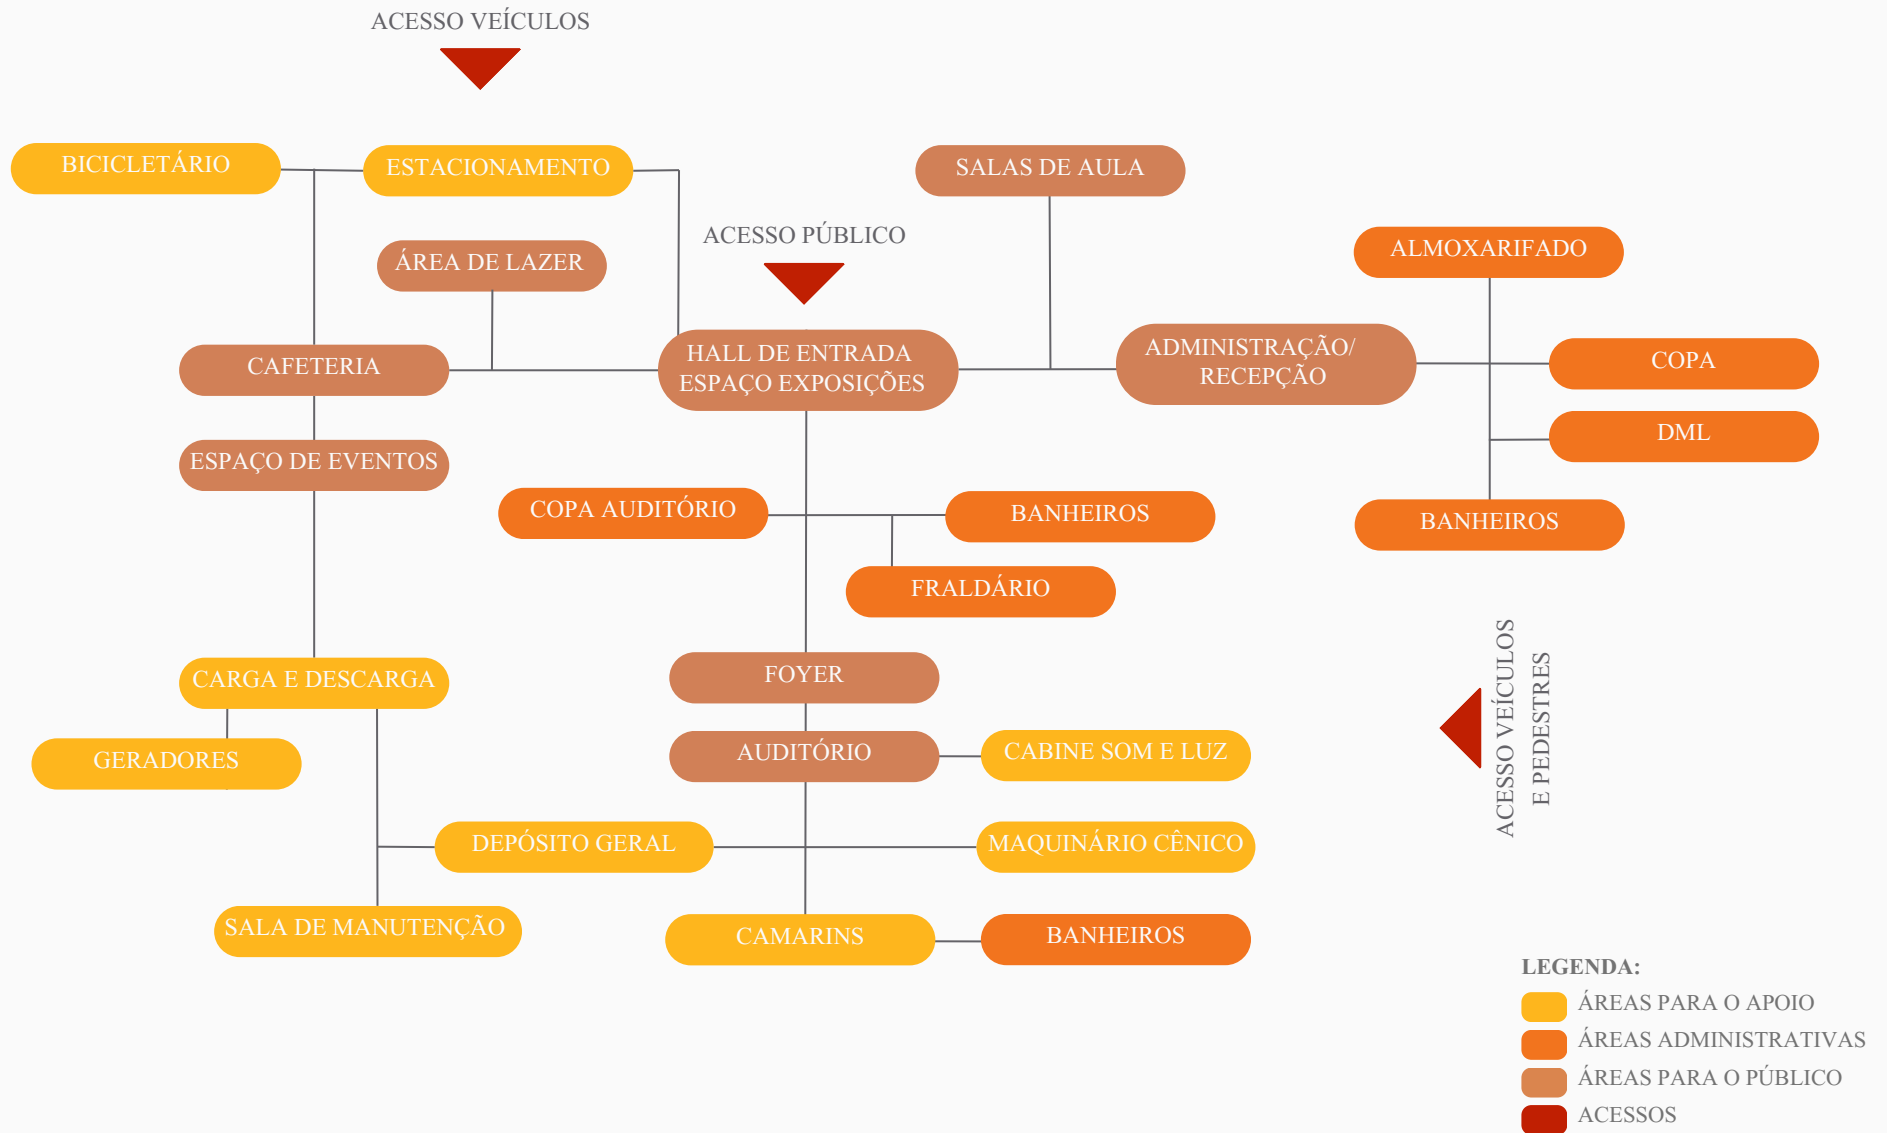 ACESSO VEÍCULOS
BICICLETÁRIO
ESTACIONAMENTO
SALAS DE AULA
ACESSO PÚBLICO
ÁREA DE LAZER
ALMOXARIFADO
CAFETERIA
HALL DE ENTRADA
ESPAÇO EXPOSIÇÕES
ADMINISTRAÇÃO/
RECEPÇÃO
COPA
DML
ESPAÇO DE EVENTOS
COPA AUDITÓRIO
BANHEIROS
BANHEIROS
FRALDÁRIO
CARGA E DESCARGA
FOYER
ACESSO VEÍCULOS
E PEDESTRES
GERADORES
AUDITÓRIO
CABINE SOM E LUZ
DEPÓSITO GERAL
MAQUINÁRIO CÊNICO
SALA DE MANUTENÇÃO
CAMARINS
BANHEIROS
LEGENDA:
ÁREAS PARA O APOIO
ÁREAS ADMINISTRATIVAS
ÁREAS PARA O PÚBLICO
ACESSOS